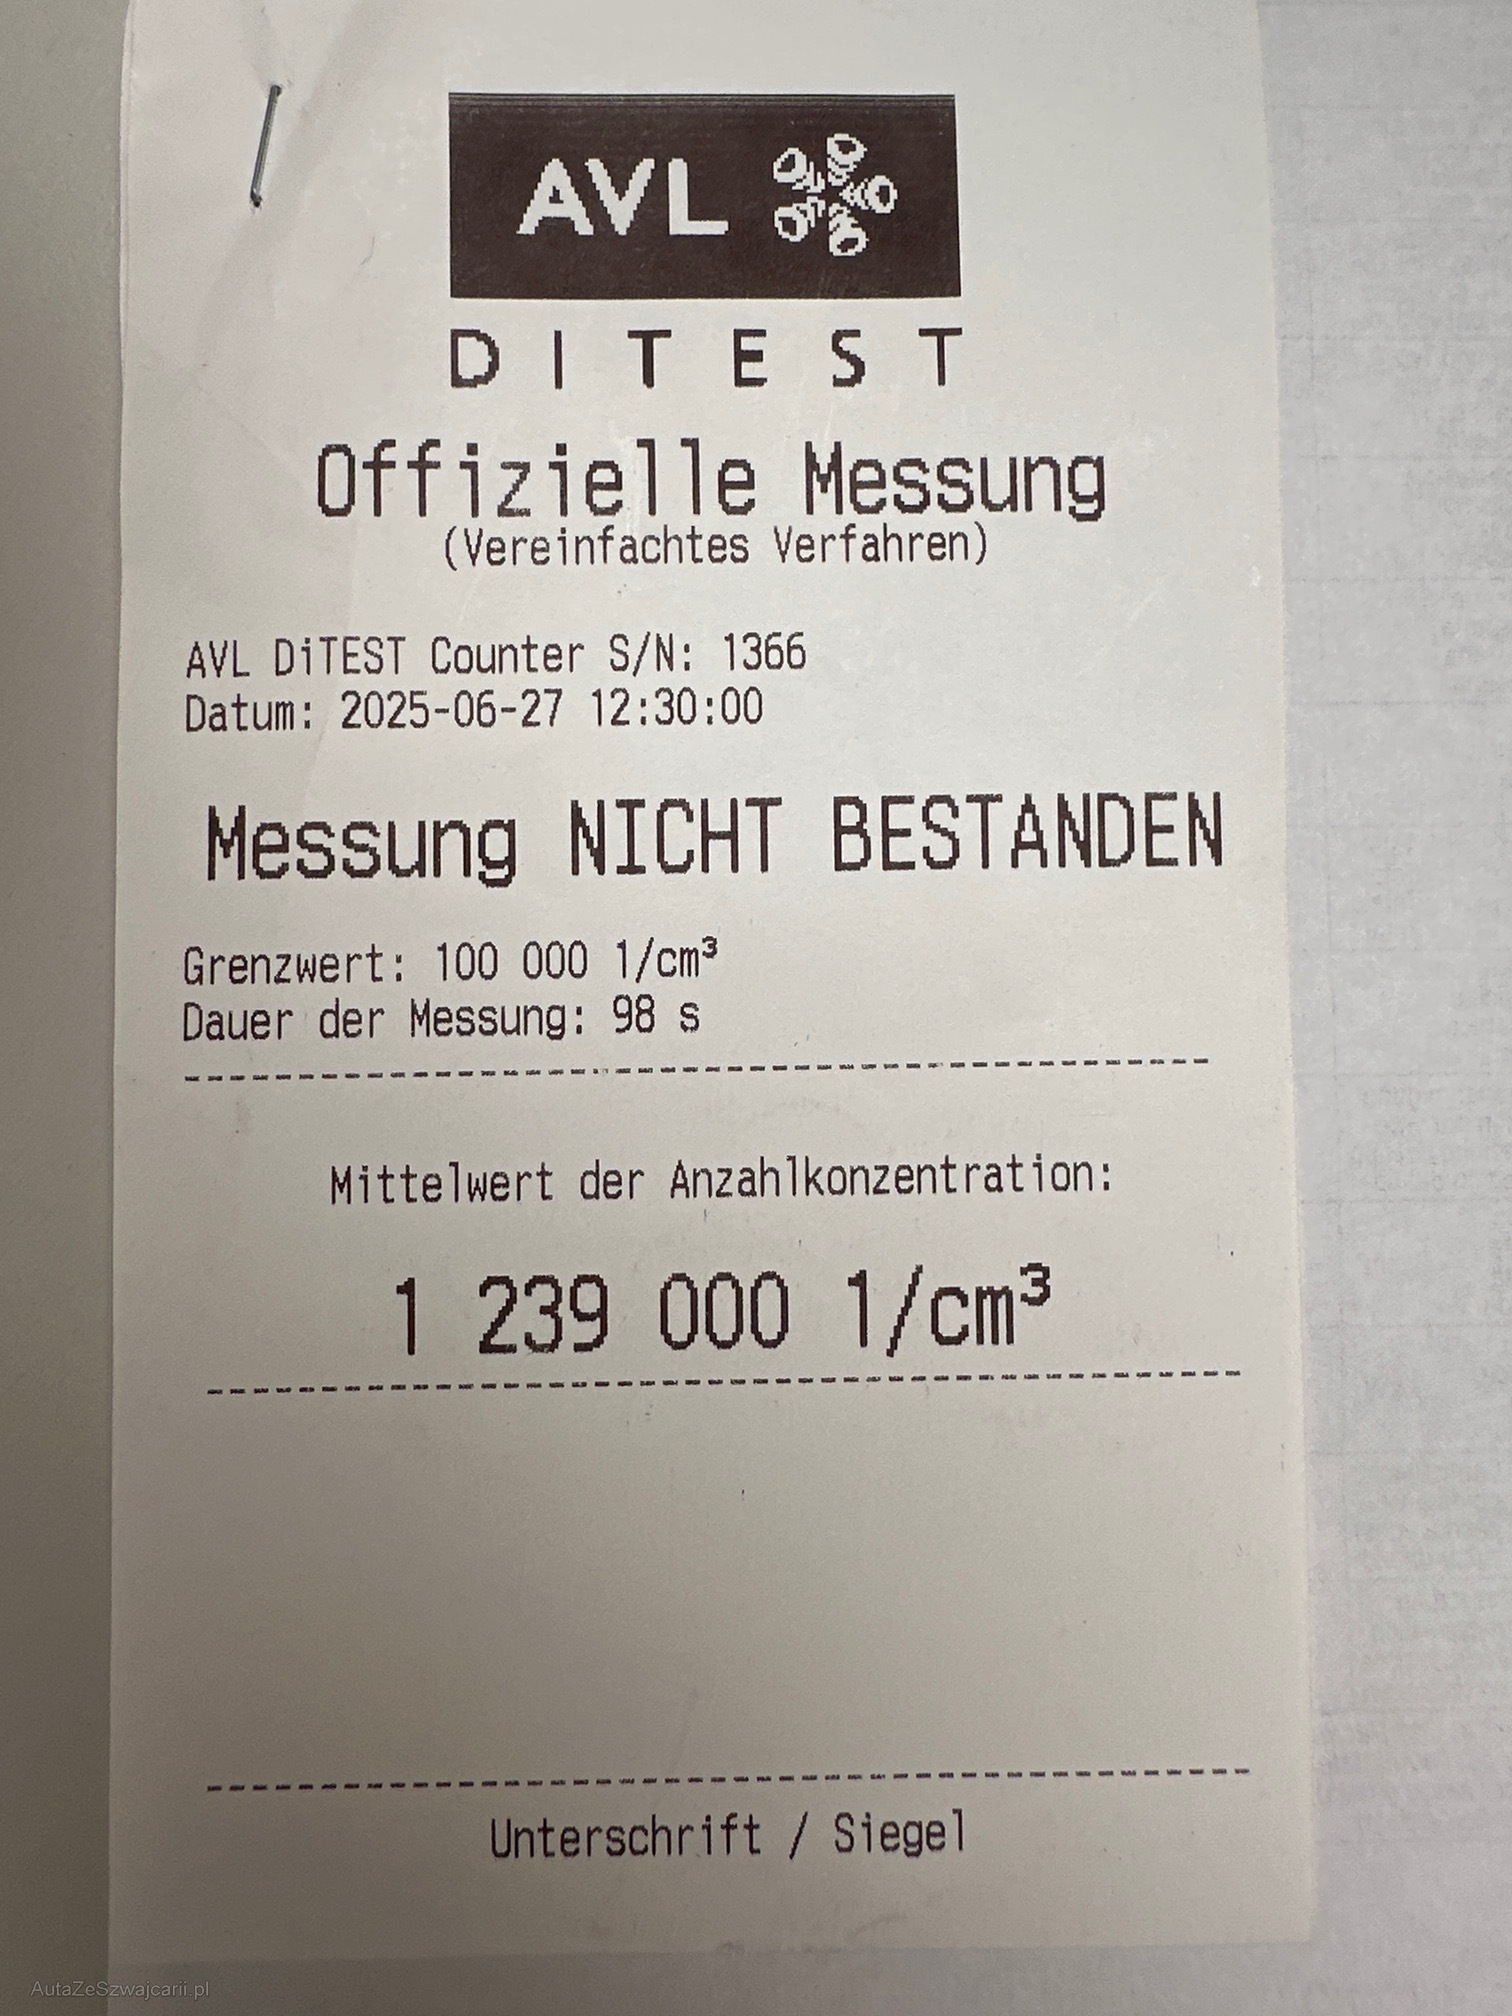 AVL
DITEST
Offizielle Messung
(Vereinfachtes Verfahren)
AVL DiTEST Counter S/N: 1366
Datum: 2025-06-27 12:30:00
Messung NICHT BESTANDEN
Grenzwert: 100 000 1/cm³
Dauer der Messung: 98 s
Mittelwert der Anzahlkonzentration:
1 239 000 1/cm³
Unterschrift / Siegel
AutaZeSzwajcarii.pl